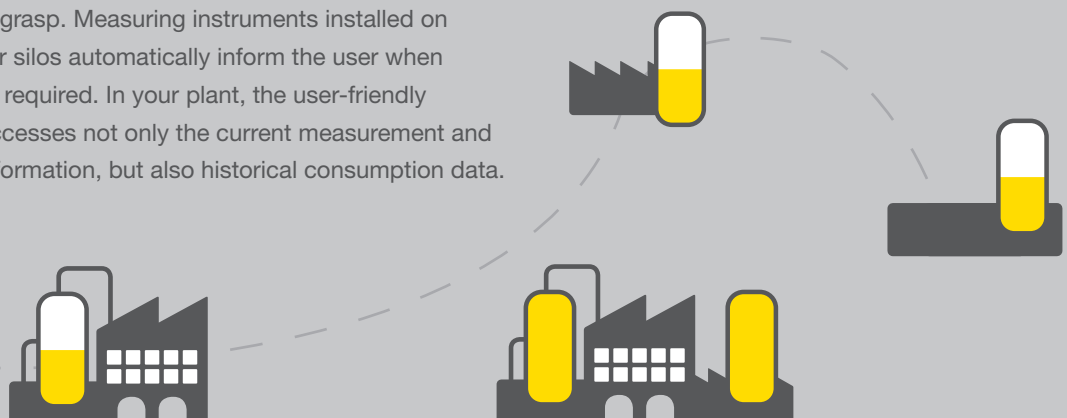 grasp. Measuring instruments installed on
r silos automatically inform the user when
required. In your plant, the user-friendly
ccesses not only the current measurement and
formation, but also historical consumption data.